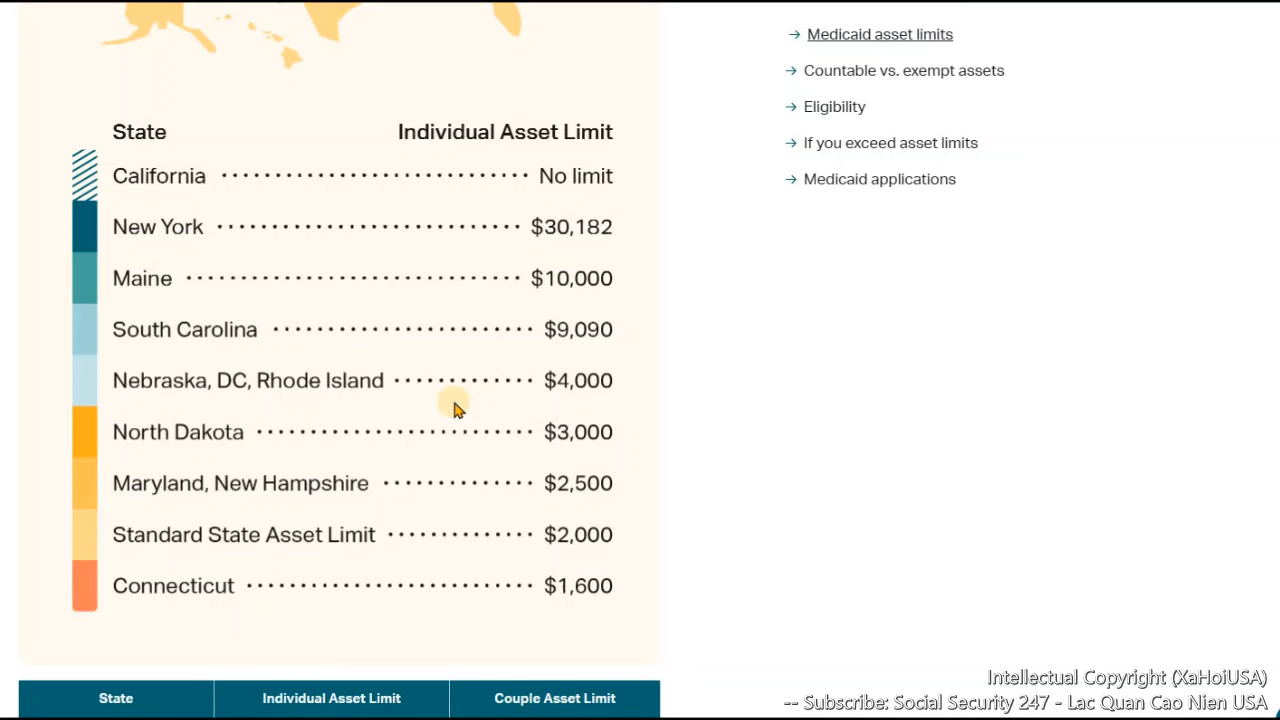 → Medicaid asset limits
→ Countable vs. exempt assets
→ Eligibility
→ If you exceed asset limits
→ Medicaid applications
State Individual Asset Limit
California No limit
New York $30,182
Maine $10,000
South Carolina $9,090
Nebraska, DC, Rhode Island $4,000
North Dakota $3,000
Maryland, New Hampshire $2,500
Standard State Asset Limit $2,000
Connecticut $1,600
State Individual Asset Limit Couple Asset Limit
Intellectual Copyright (XaHoiUSA)
-- Subscribe: Social Security 247 - Lac Quan Cao Nien USA